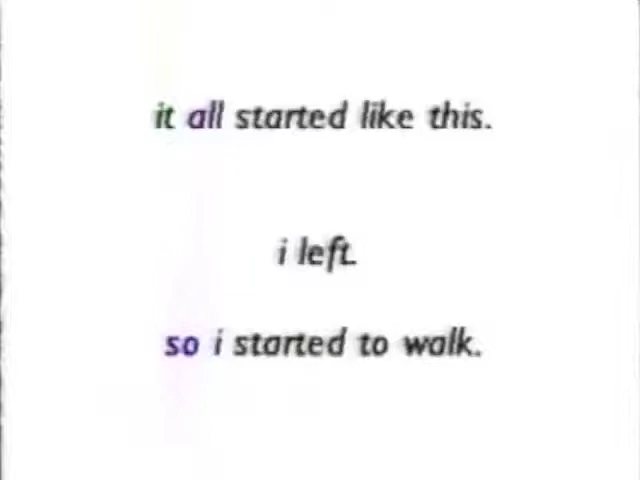 it all started like this.
i left.
so i started to walk.